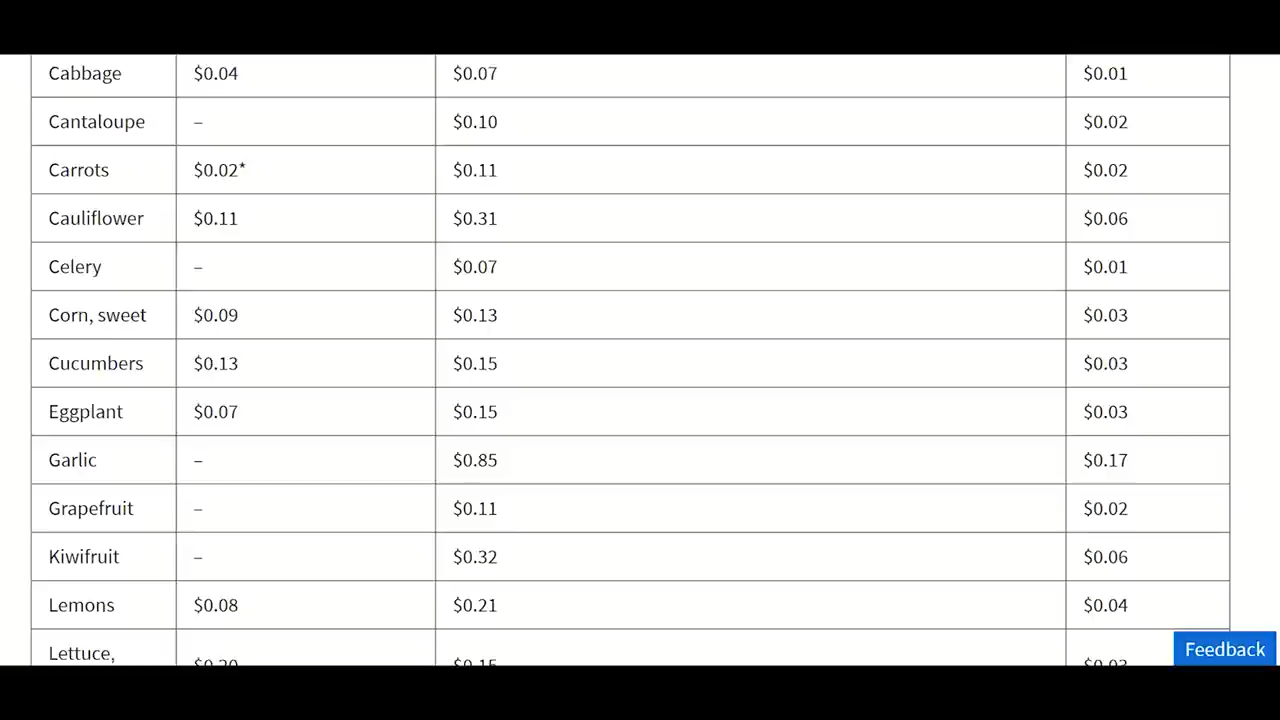 Cabbage $0.04 $0.07 $0.01
Cantaloupe – $0.10 $0.02
Carrots $0.02* $0.11 $0.02
Cauliflower $0.11 $0.31 $0.06
Celery – $0.07 $0.01
Corn, sweet $0.09 $0.13 $0.03
Cucumbers $0.13 $0.15 $0.03
Eggplant $0.07 $0.15 $0.03
Garlic – $0.85 $0.17
Grapefruit – $0.11 $0.02
Kiwifruit – $0.32 $0.06
Lemons $0.08 $0.21 $0.04
Lettuce,
Feedback